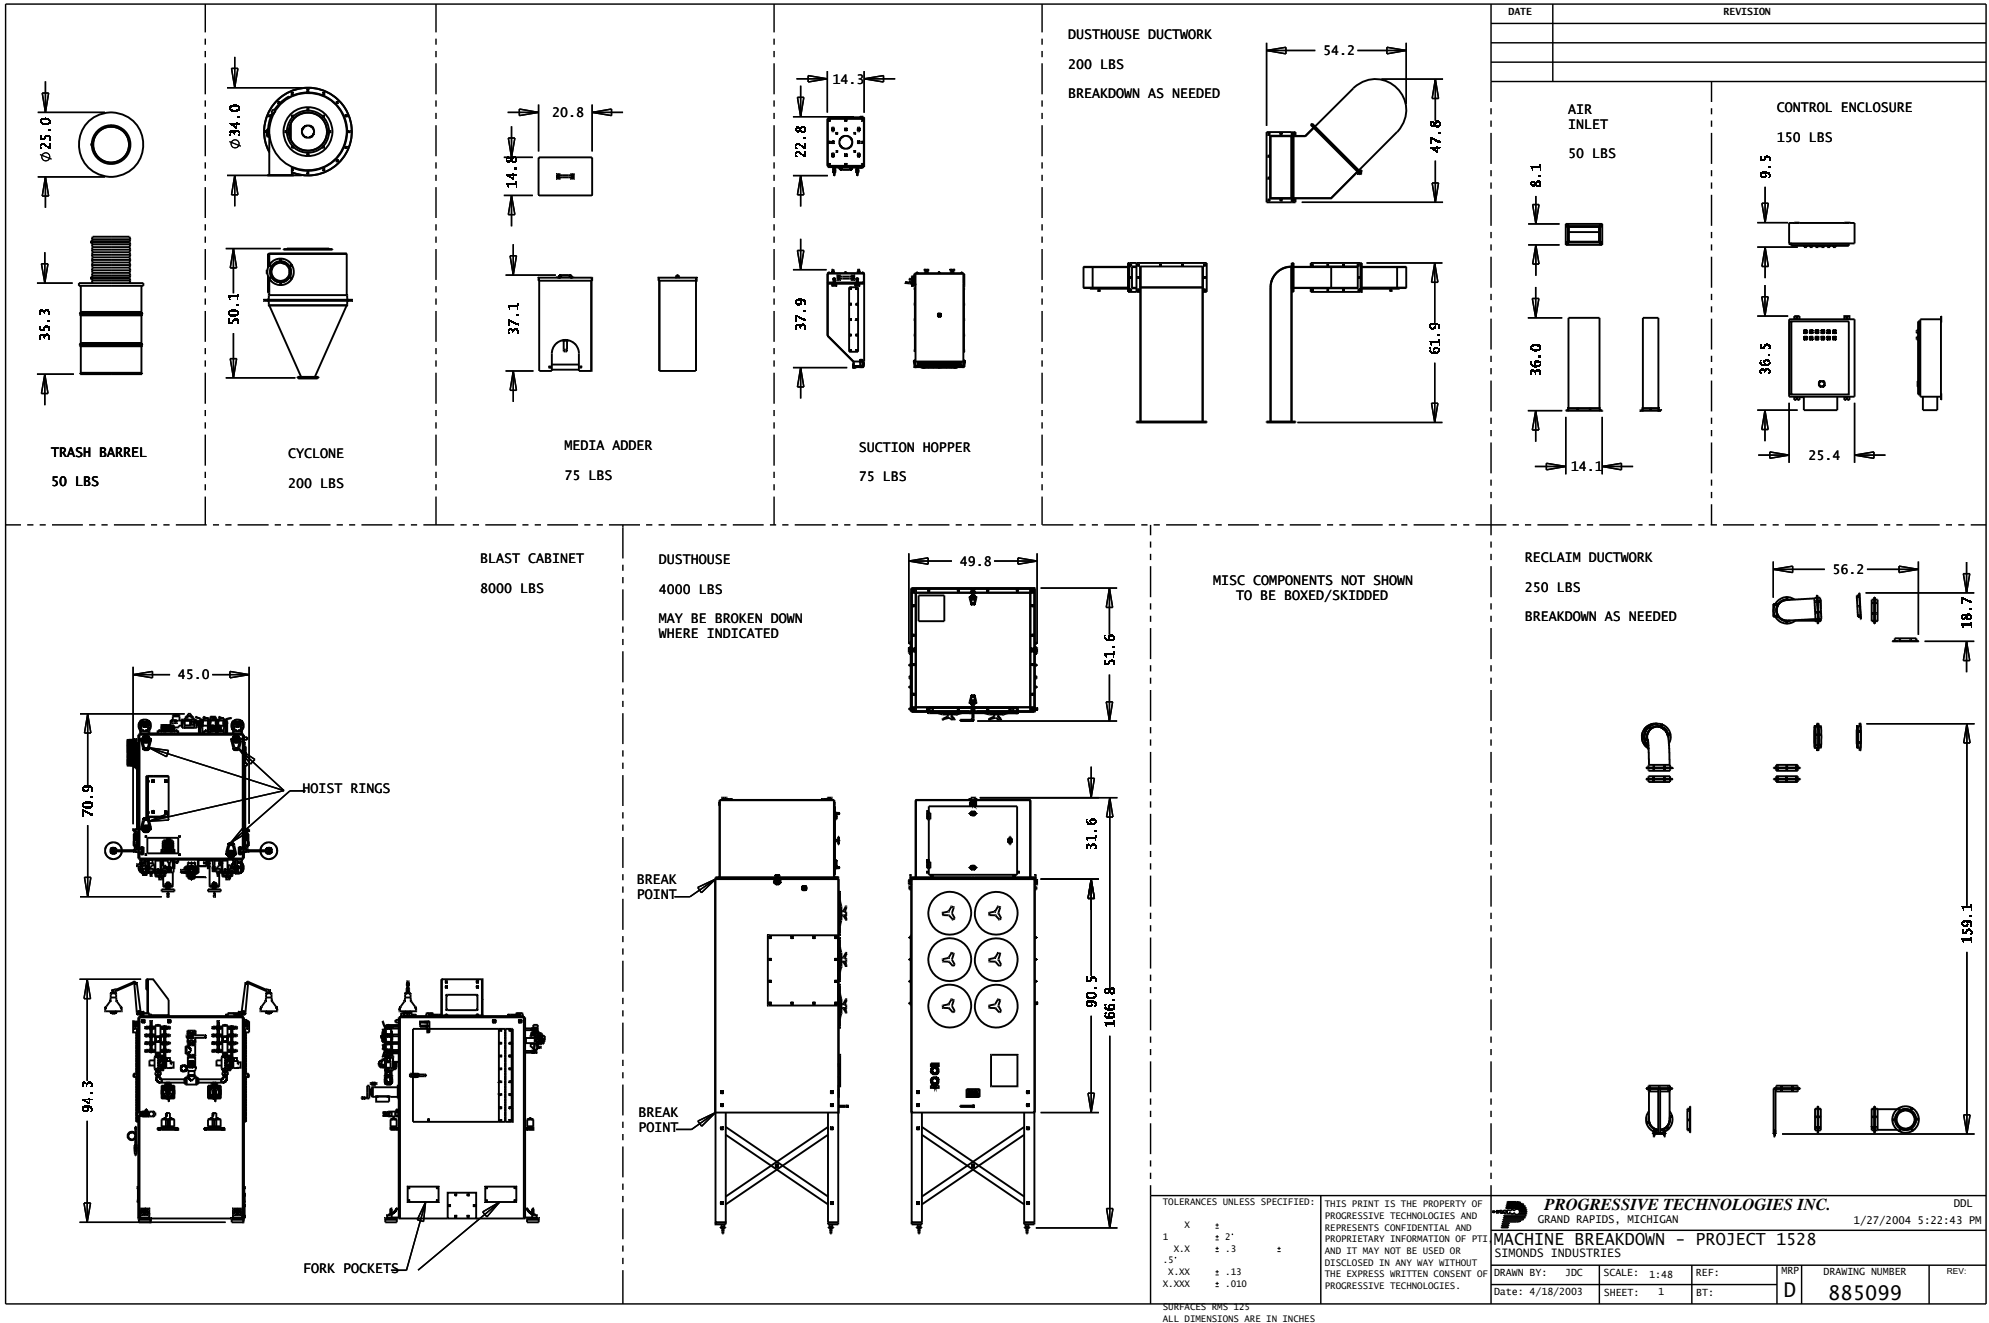 DATE
REVISION
DUSTHOUSE DUCTWORK
200 LBS
BREAKDOWN AS NEEDED
54.2
47.8
61.9
Ø25.0
35.3
TRASH BARREL
50 LBS
Ø34.0
50.1
CYCLONE
200 LBS
20.8
14.8
37.1
MEDIA ADDER
75 LBS
14.3
22.8
37.9
SUCTION HOPPER
75 LBS
AIR
INLET
50 LBS
8.1
36.0
14.1
CONTROL ENCLOSURE
150 LBS
9.5
36.5
25.4
BLAST CABINET
8000 LBS
45.0
70.9
HOIST RINGS
94.3
FORK POCKETS
DUSTHOUSE
4000 LBS
MAY BE BROKEN DOWN
WHERE INDICATED
49.8
51.6
31.6
90.5
166.8
BREAK
POINT
BREAK
POINT
MISC COMPONENTS NOT SHOWN
TO BE BOXED/SKIDDED
RECLAIM DUCTWORK
250 LBS
BREAKDOWN AS NEEDED
56.2
18.7
159.1
TOLERANCES UNLESS SPECIFIED:
X ±
1 ± 2°
X.X ± .3 ±
.5°
X.XX ± .13
X.XXX ± .010
SURFACES RMS 125
ALL DIMENSIONS ARE IN INCHES
THIS PRINT IS THE PROPERTY OF
PROGRESSIVE TECHNOLOGIES AND
REPRESENTS CONFIDENTIAL AND
PROPRIETARY INFORMATION OF PTI.
AND IT MAY NOT BE USED OR
DISCLOSED IN ANY WAY WITHOUT
THE EXPRESS WRITTEN CONSENT OF
PROGRESSIVE TECHNOLOGIES.
PROGRESSIVE TECHNOLOGIES INC.
GRAND RAPIDS, MICHIGAN
DDL
1/27/2004 5:22:43 PM
MACHINE BREAKDOWN - PROJECT 1528
SIMONDS INDUSTRIES
DRAWN BY: JDC
SCALE: 1:48
REF:
MRP
D
DRAWING NUMBER
885099
REV:
Date: 4/18/2003
SHEET: 1
BT: